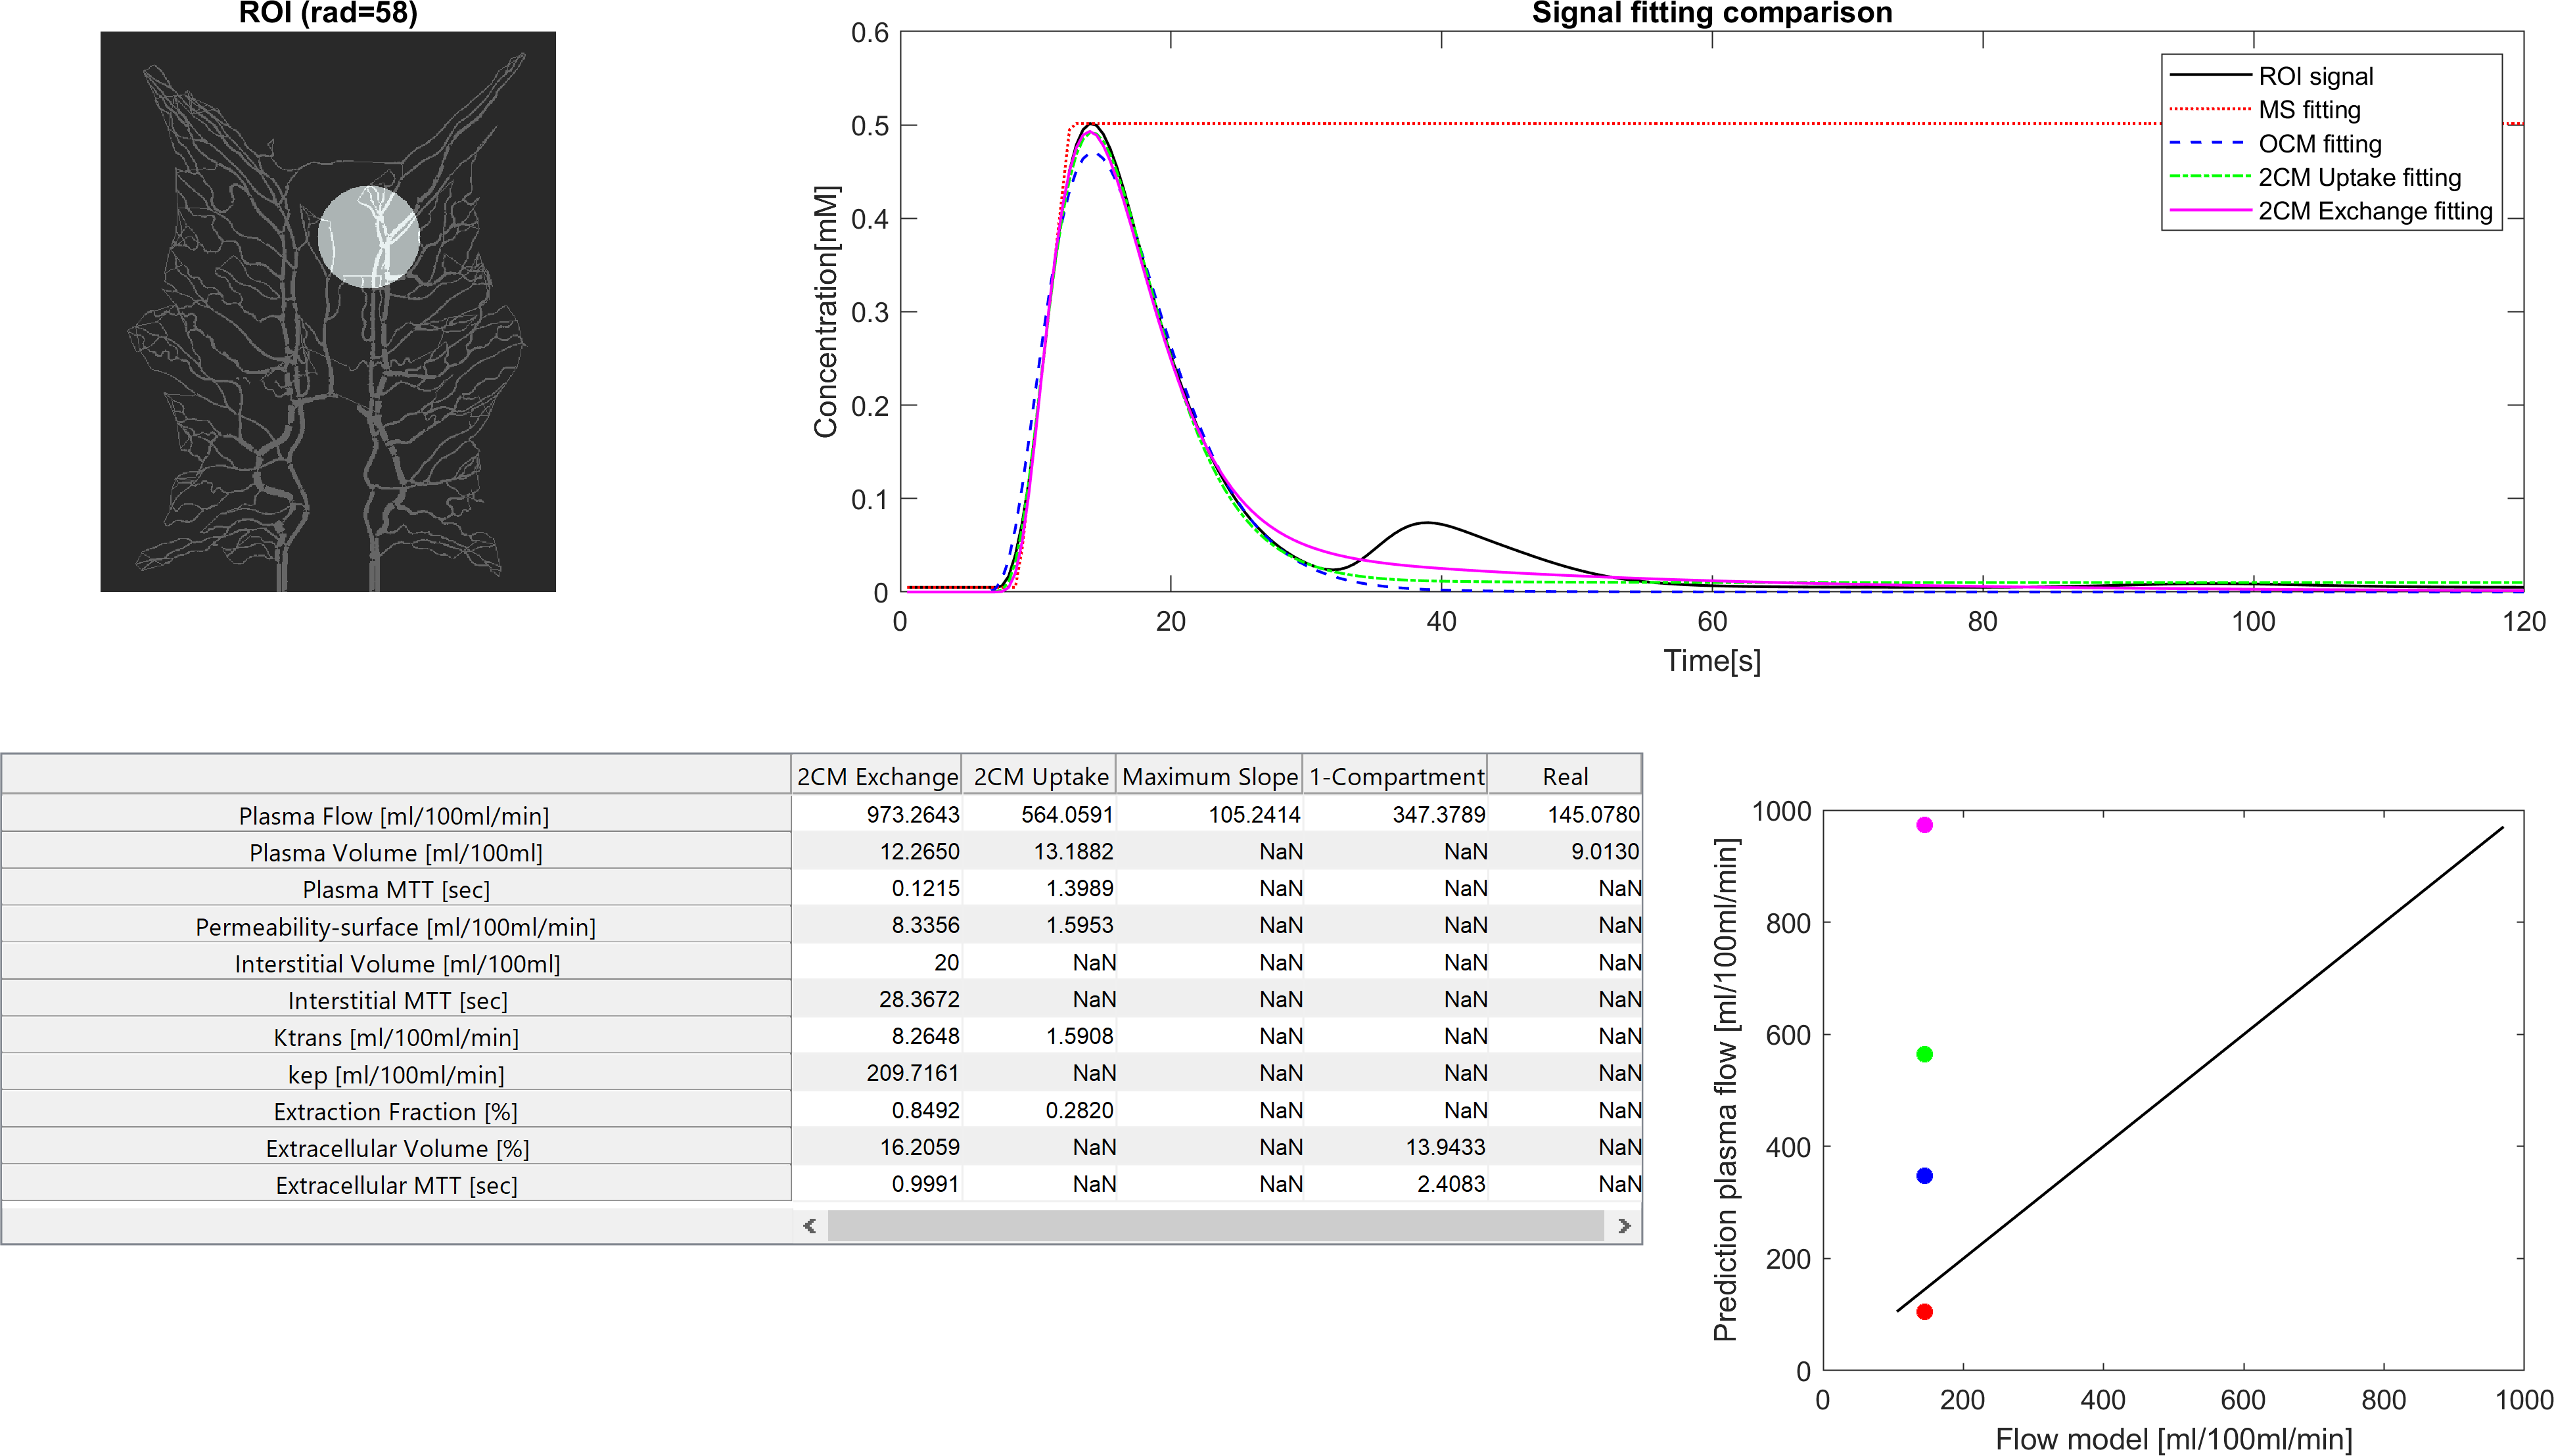 ROI (rad=58)
Signal fitting comparison
0.6
0.5
0.4
0.3
0.2
0.1
0
Concentration[mM]
0 20 40 60 80 100 120
Time[s]
ROI signal
MS fitting
OCM fitting
2CM Uptake fitting
2CM Exchange fitting
2CM Exchange 2CM Uptake Maximum Slope 1-Compartment Real
Plasma Flow [ml/100ml/min] 973.2643 564.0591 105.2414 347.3789 145.0780
Plasma Volume [ml/100ml] 12.2650 13.1882 NaN NaN 9.0130
Plasma MTT [sec] 0.1215 1.3989 NaN NaN NaN
Permeability-surface [ml/100ml/min] 8.3356 1.5953 NaN NaN NaN
Interstitial Volume [ml/100ml] 20 NaN NaN NaN NaN
Interstitial MTT [sec] 28.3672 NaN NaN NaN NaN
Ktrans [ml/100ml/min] 8.2648 1.5908 NaN NaN NaN
kep [ml/100ml/min] 209.7161 NaN NaN NaN NaN
Extraction Fraction [%] 0.8492 0.2820 NaN NaN NaN
Extracellular Volume [%] 16.2059 NaN NaN 13.9433 NaN
Extracellular MTT [sec] 0.9991 NaN NaN 2.4083 NaN
1000
800
600
400
200
0
Prediction plasma flow [ml/100ml/min]
0 200 400 600 800 1000
Flow model [ml/100ml/min]